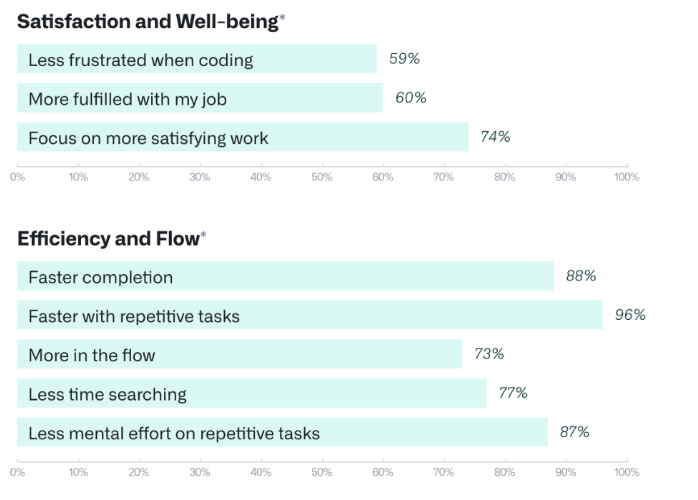 Satisfaction and Well-being*
Less frustrated when coding 59%
More fulfilled with my job 60%
Focus on more satisfying work 74%
0% 10% 20% 30% 40% 50% 60% 70% 80% 90% 100%
Efficiency and Flow*
Faster completion 88%
Faster with repetitive tasks 96%
More in the flow 73%
Less time searching 77%
Less mental effort on repetitive tasks 87%
0% 10% 20% 30% 40% 50% 60% 70% 80% 90% 100%